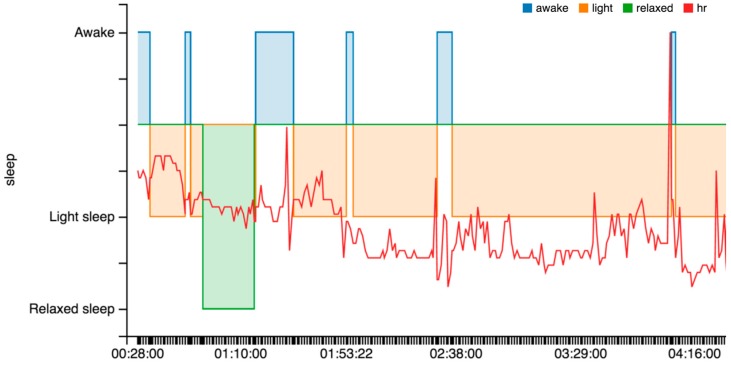 awake light relaxed hr
Awake
sleep
Light sleep
Relaxed sleep
00:28:00 01:10:00 01:53:22 02:38:00 03:29:00 04:16:00